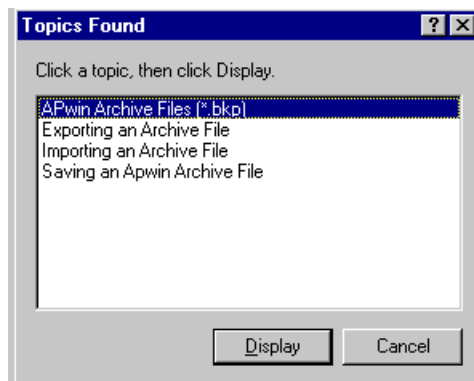 Topics Found
Click a topic, then click Display.
APwin Archive Files (*.bkp)
Exporting an Archive File
Importing an Archive File
Saving an Apwin Archive File
Display
Cancel